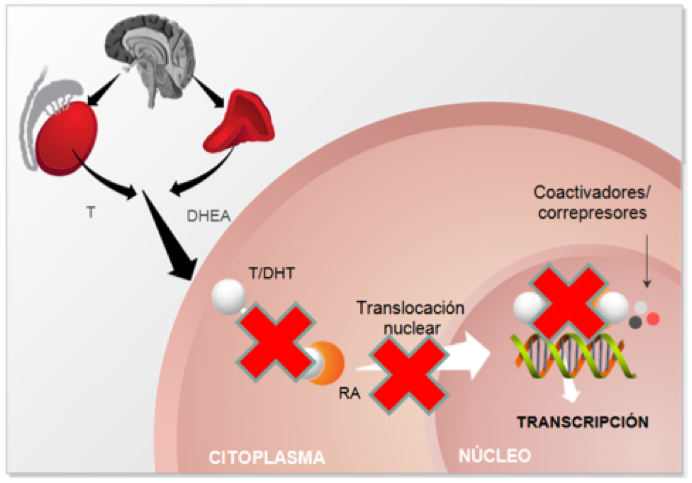 T
DHEA
Coactivadores/
correpresores
T/DHT
Translocación
nuclear
RA
TRANSCRIPCIÓN
CITOPLASMA
NÚCLEO